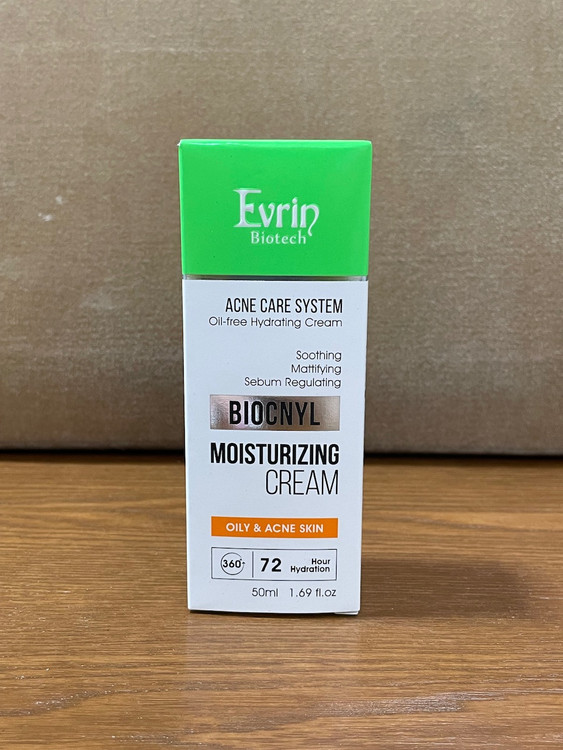 Evrin
Biotech
ACNE CARE SYSTEM
Oil-free Hydrating Cream
Soothing
Mattifying
Sebum Regulating
BIOCNYL
MOISTURIZING
CREAM
OILY & ACNE SKIN
360° 72 Hour
Hydration
50ml 1.69 fl.oz